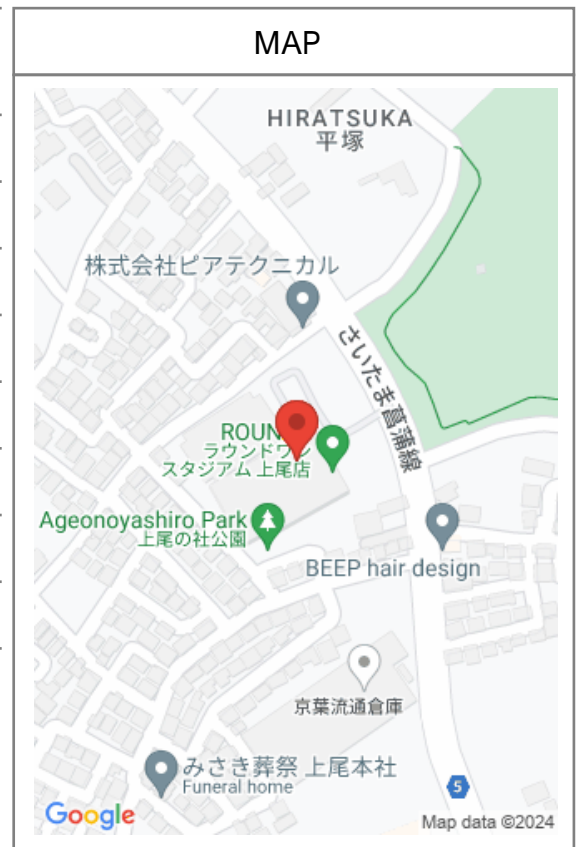 MAP
HIRATSUKA
平塚
株式会社ピアテクニカル
さいたま菖蒲線
ROUN
ラウンドワン
スタジアム 上尾店
Ageonoyashiro Park
上尾の社公園
BEEP hair design
京葉流通倉庫
みさき葬祭 上尾本社
Funeral home
5
Google
Map data ©2024